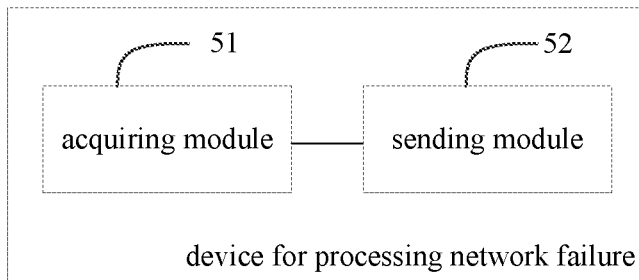 51
52
acquiring module
sending module
device for processing network failure